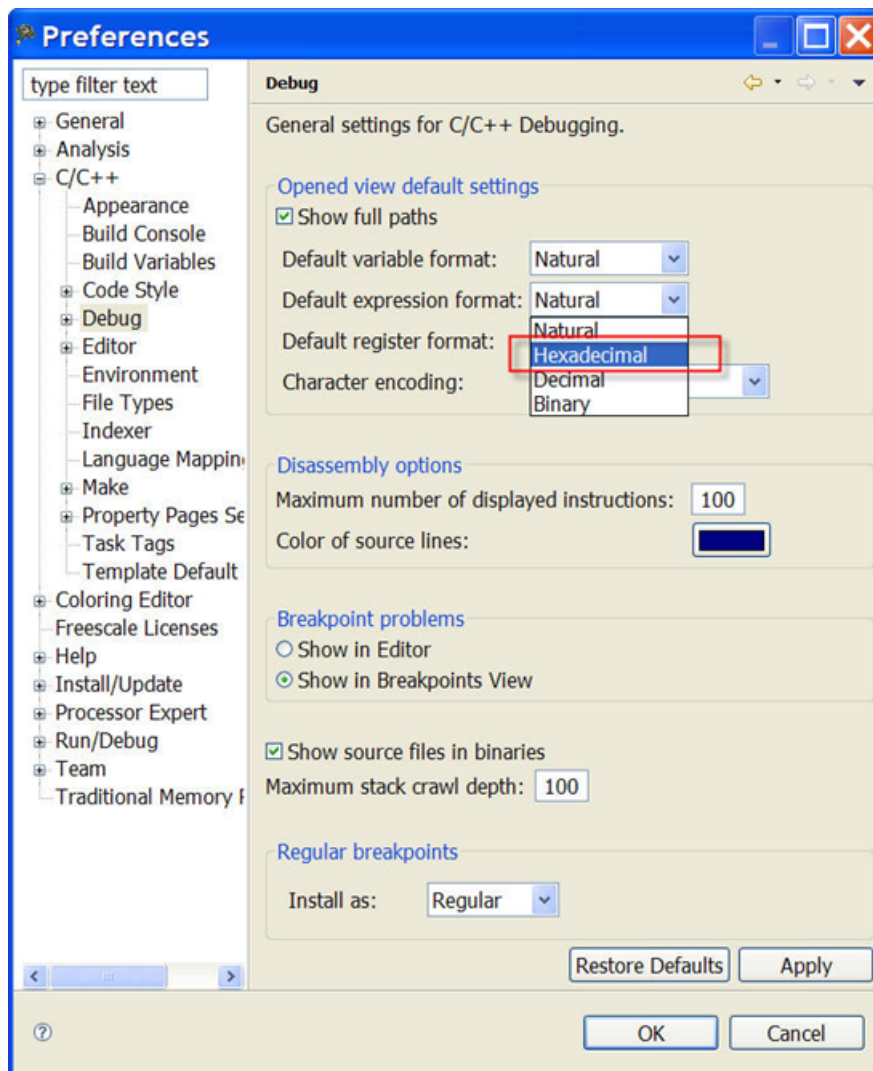 Preferences
type filter text
General
Analysis
C/C++
Appearance
Build Console
Build Variables
Code Style
Debug
Editor
Environment
File Types
Indexer
Language Mappin
Make
Property Pages Se
Task Tags
Template Default
Coloring Editor
Freescale Licenses
Help
Install/Update
Processor Expert
Run/Debug
Team
Traditional Memory
Debug
General settings for C/C++ Debugging.
Opened view default settings
Show full paths
Default variable format: Natural
Default expression format: Natural
Natural
Default register format:
Hexadecimal
Character encoding:
Decimal
Binary
Disassembly options
Maximum number of displayed instructions: 100
Color of source lines:
Breakpoint problems
Show in Editor
Show in Breakpoints View
Show source files in binaries
Maximum stack crawl depth: 100
Regular breakpoints
Install as: Regular
Restore Defaults Apply
? OK Cancel